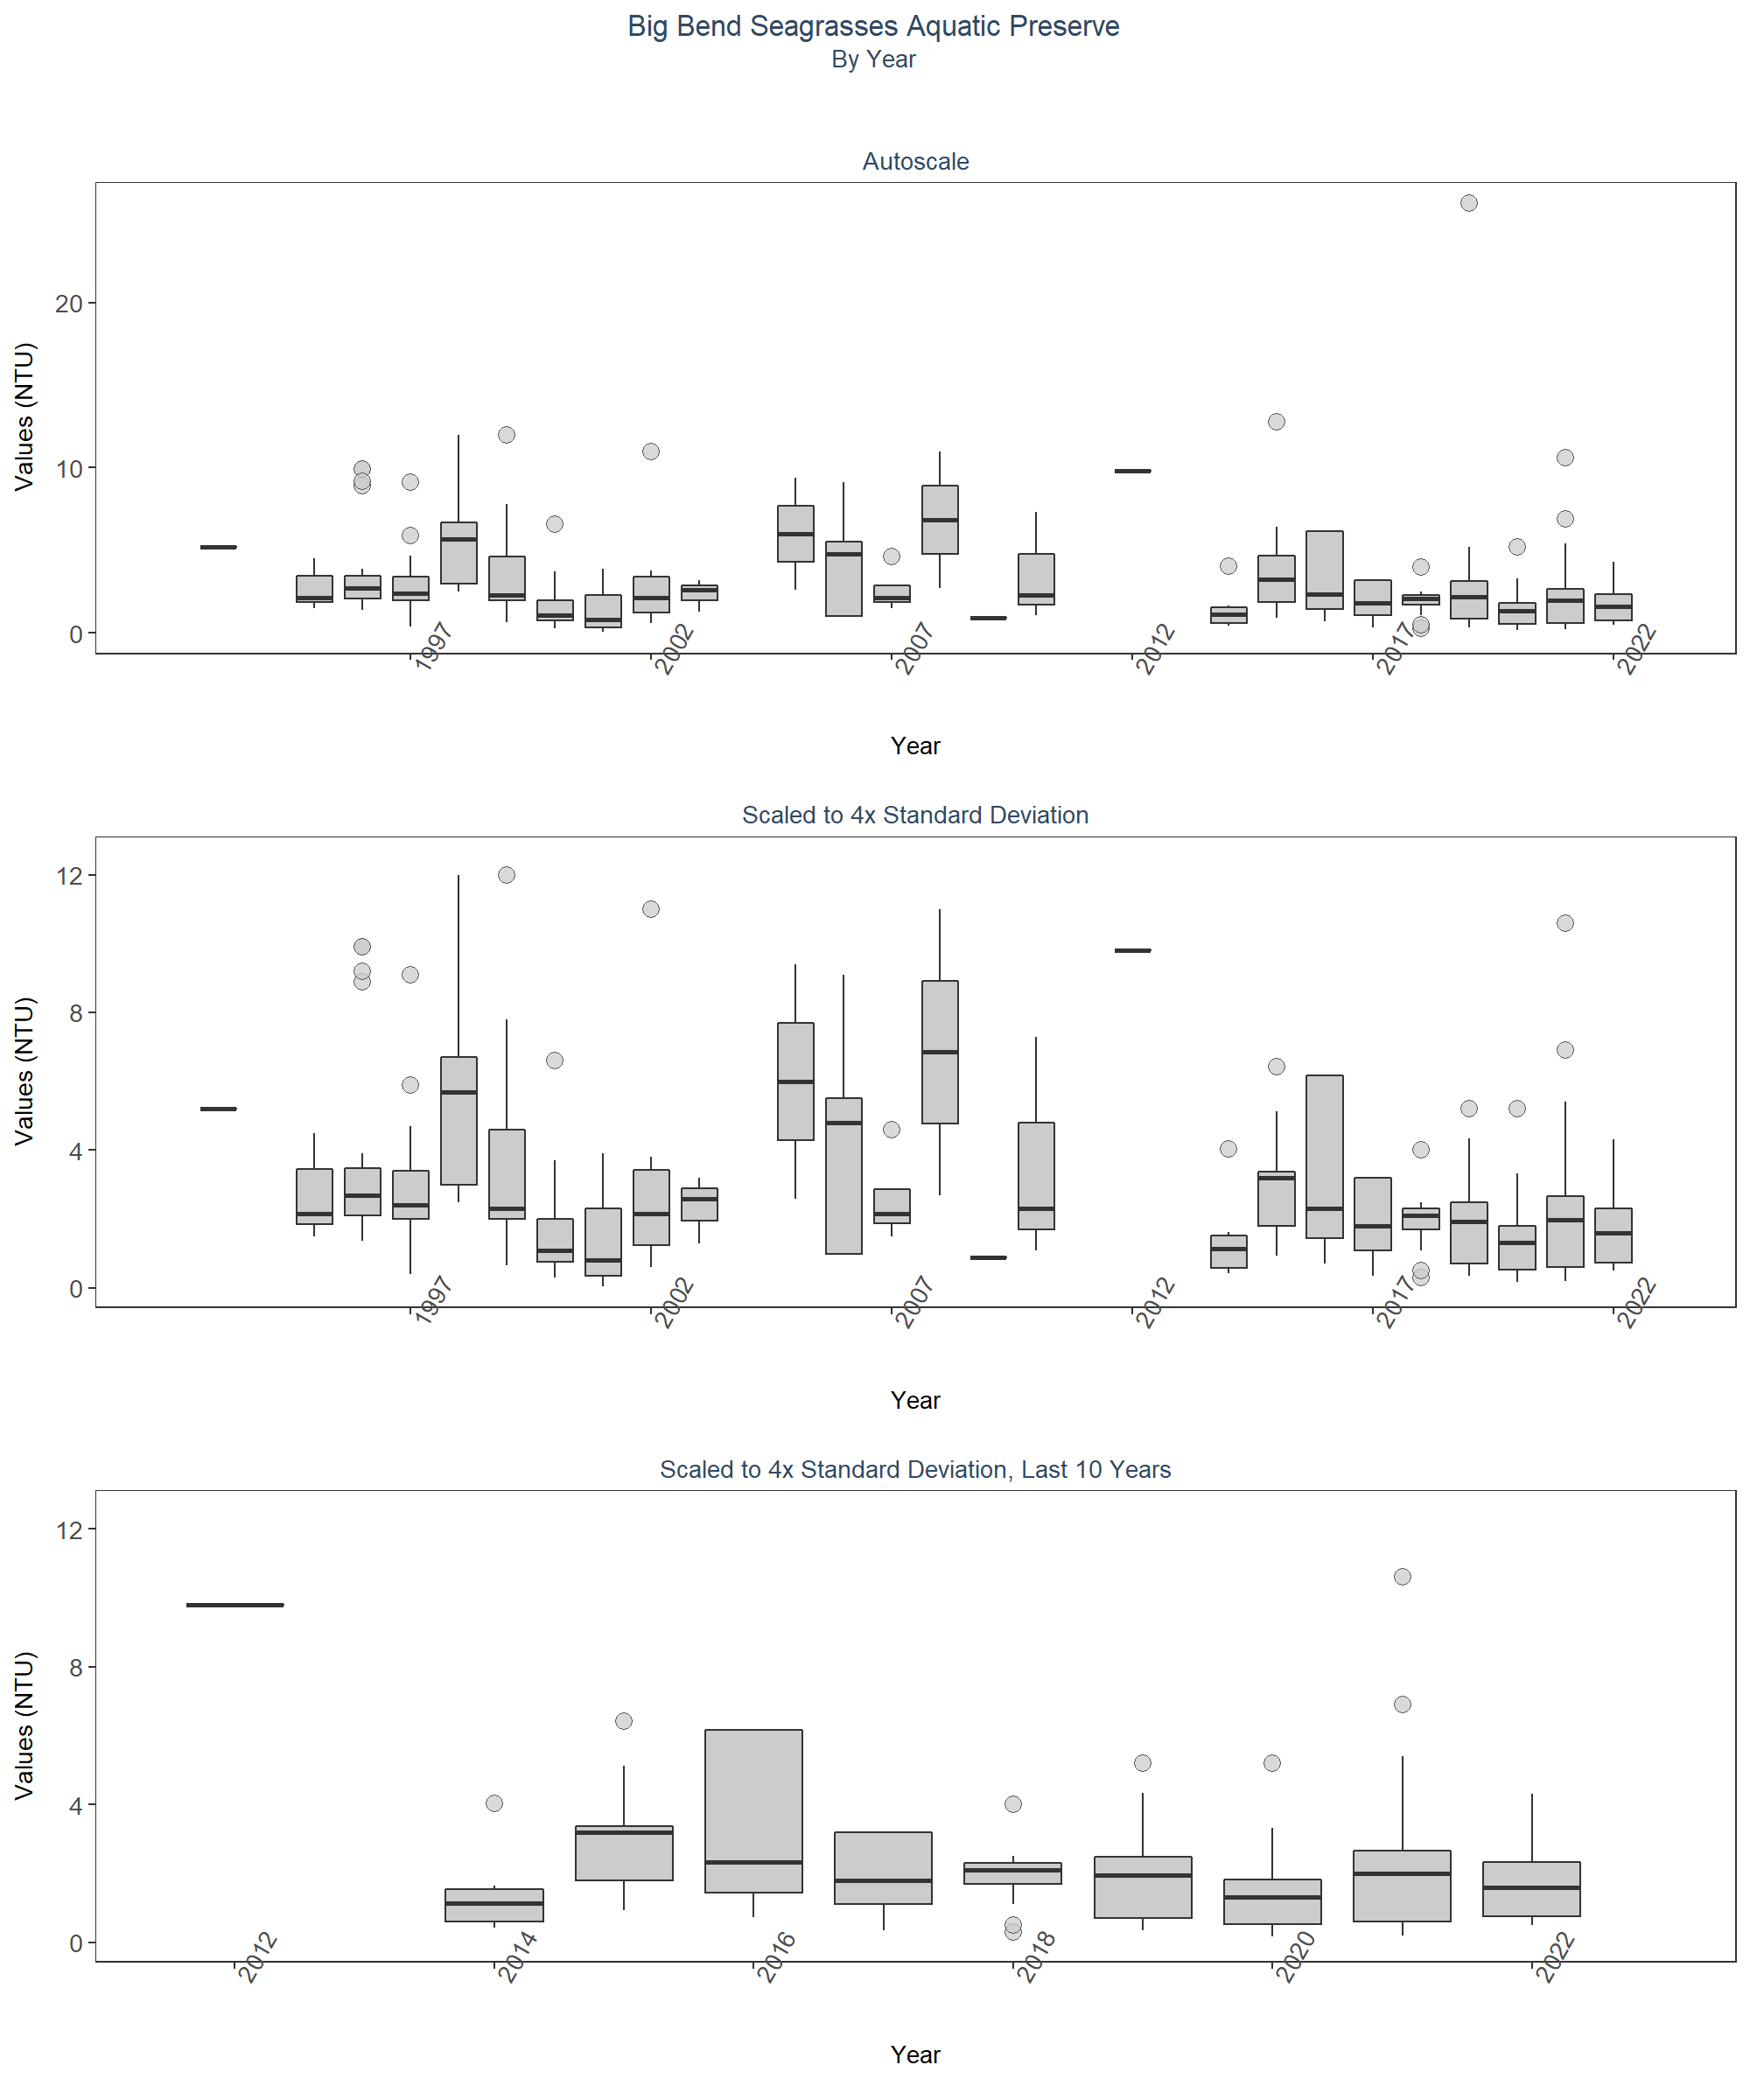 Big Bend Seagrasses Aquatic Preserve
By Year
Autoscale
Values (NTU)
20
10
0
1997
2002
2007
2012
2017
2022
Year
Scaled to 4x Standard Deviation
Values (NTU)
12
8
4
0
1997
2002
2007
2012
2017
2022
Year
Scaled to 4x Standard Deviation, Last 10 Years
Values (NTU)
12
8
4
0
2012
2014
2016
2018
2020
2022
Year